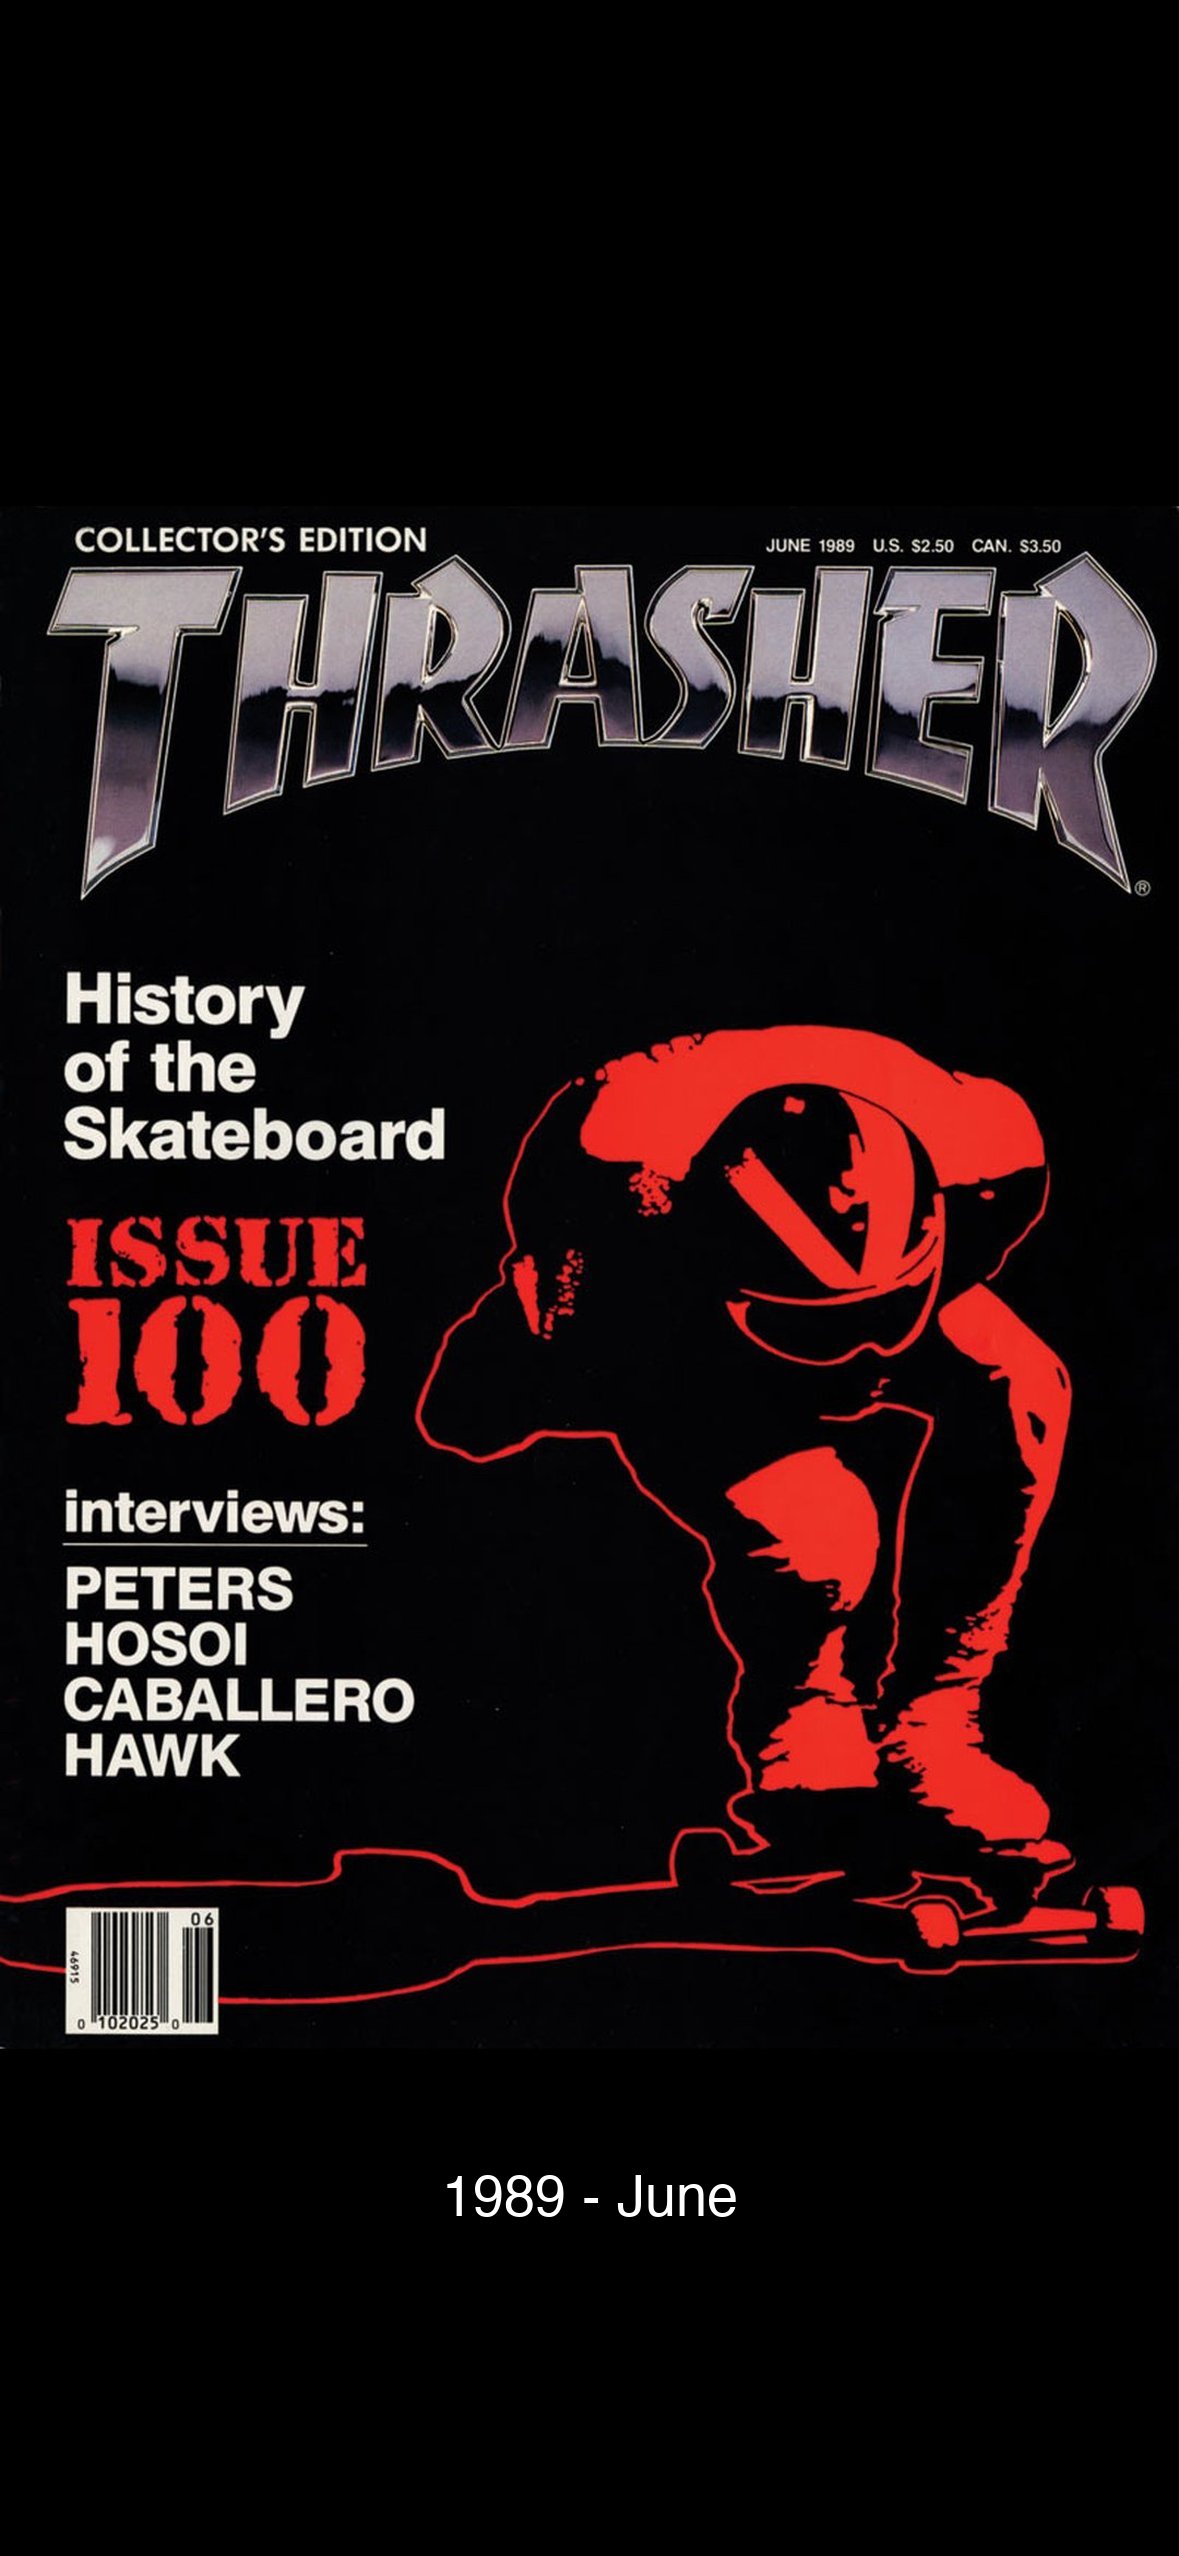 COLLECTOR'S EDITION
JUNE 1989 U.S. $2.50 CAN. $3.50
THRASHER®
History
of the
Skateboard
ISSUE
100
interviews:
PETERS
HOSOI
CABALLERO
HAWK
06
46915
0 102025 0
1989 - June